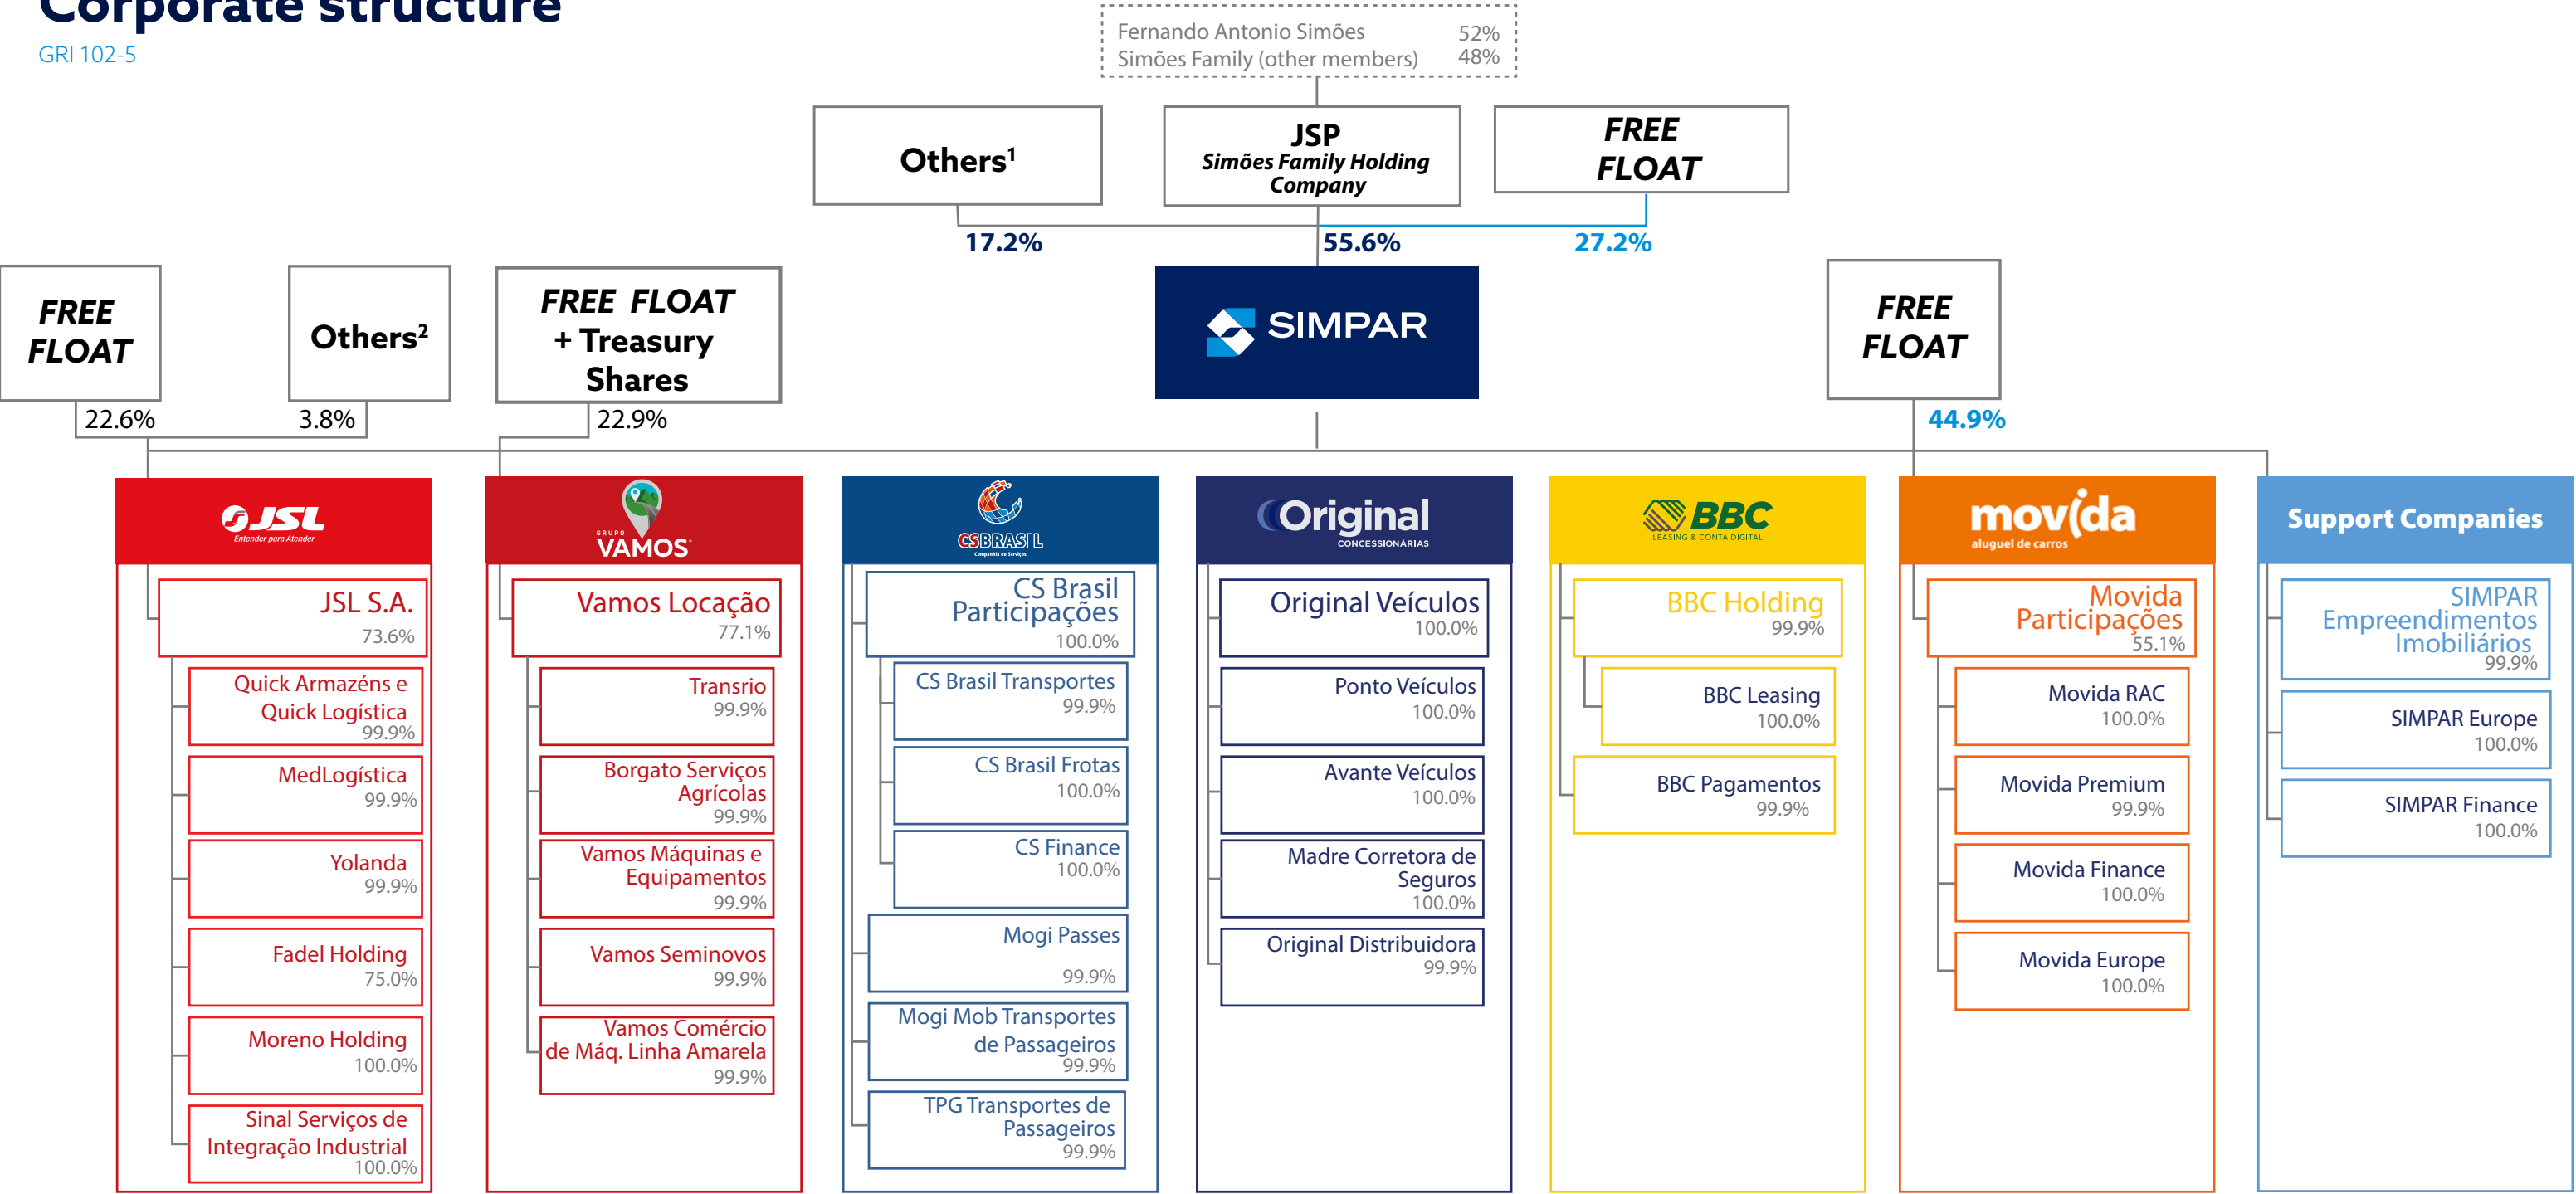 Corporate structure
GRI 102-5
Fernando Antonio Simões 52%
Simões Family (other members) 48%
Others¹
JSP
Simões Family Holding
Company
FREE
FLOAT
17.2%
55.6%
27.2%
FREE
FLOAT
Others²
FREE FLOAT
+ Treasury
Shares
SIMPAR
FREE
FLOAT
22.6%
3.8%
22.9%
44.9%
JSL
Entender para Atender
JSL S.A.
73.6%
Quick Armazéns e
Quick Logística
99.9%
MedLogística
99.9%
Yolanda
99.9%
Fadel Holding
75.0%
Moreno Holding
100.0%
Sinal Serviços de
Integração Industrial
100.0%
GRUPO
VAMOS
Vamos Locação
77.1%
Transrio
99.9%
Borgato Serviços
Agrícolas
99.9%
Vamos Máquinas e
Equipamentos
99.9%
Vamos Seminovos
99.9%
Vamos Comércio
de Máq. Linha Amarela
99.9%
CSBRASIL
Companhia de Serviços
CS Brasil
Participações
100.0%
CS Brasil Transportes
99.9%
CS Brasil Frotas
100.0%
CS Finance
100.0%
Mogi Passes
99.9%
Mogi Mob Transportes
de Passageiros
99.9%
TPG Transportes de
Passageiros
99.9%
Original
CONCESSIONÁRIAS
Original Veículos
100.0%
Ponto Veículos
100.0%
Avante Veículos
100.0%
Madre Corretora de
Seguros
100.0%
Original Distribuidora
99.9%
BBC
LEASING & CONTA DIGITAL
BBC Holding
99.9%
BBC Leasing
100.0%
BBC Pagamentos
99.9%
movida
aluguel de carros
Movida
Participações
55.1%
Movida RAC
100.0%
Movida Premium
99.9%
Movida Finance
100.0%
Movida Europe
100.0%
Support Companies
SIMPAR
Empreendimentos
Imobiliários
99.9%
SIMPAR Europe
100.0%
SIMPAR Finance
100.0%